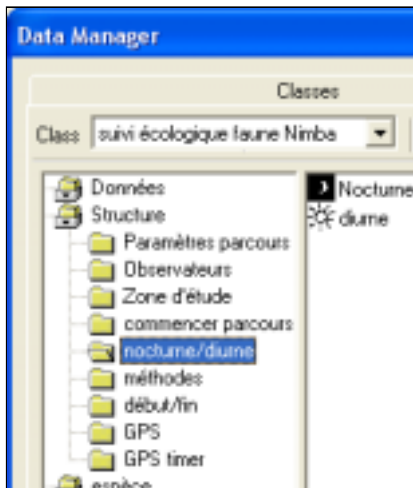 Data Manager
Classes
Class suivi écologique faune Nimba
Données
Structure
Paramètres parcours
Observateurs
Zone d'étude
commencer parcours
nocturne/diurne
méthodes
début/fin
GPS
GPS timer
espèce
Nocturne
diurne